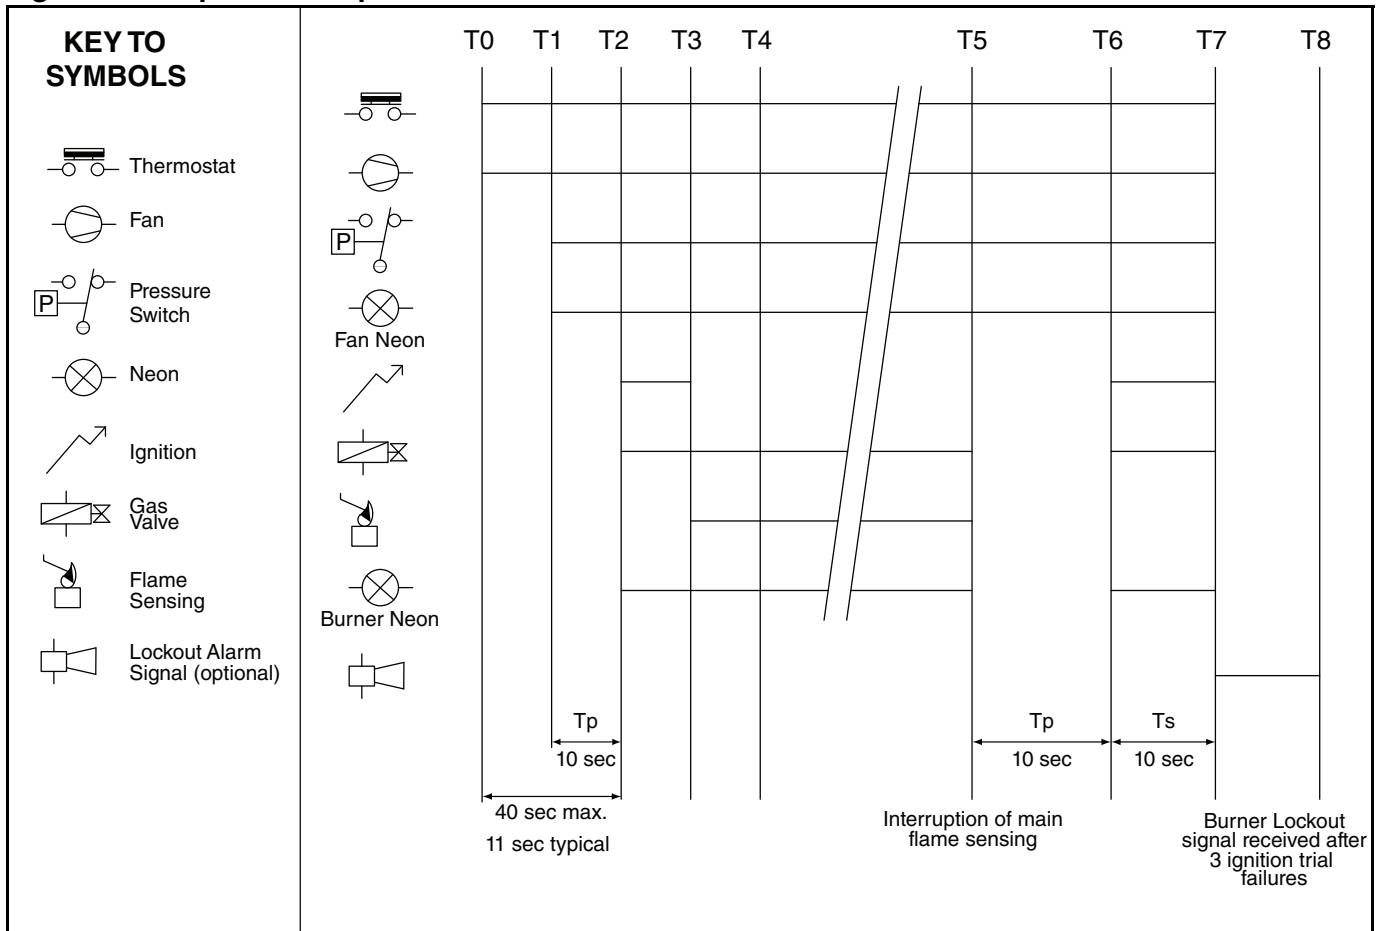 KEY TO
SYMBOLS
Thermostat
Fan
P
Pressure
Switch
Neon
Ignition
Gas
Valve
Flame
Sensing
Lockout Alarm
Signal (optional)
T0 T1 T2 T3 T4 T5 T6 T7 T8
P
Fan Neon
Burner Neon
Tp
10 sec
Tp
10 sec
Ts
10 sec
40 sec max.
11 sec typical
Interruption of main
flame sensing
Burner Lockout
signal received after
3 ignition trial
failures